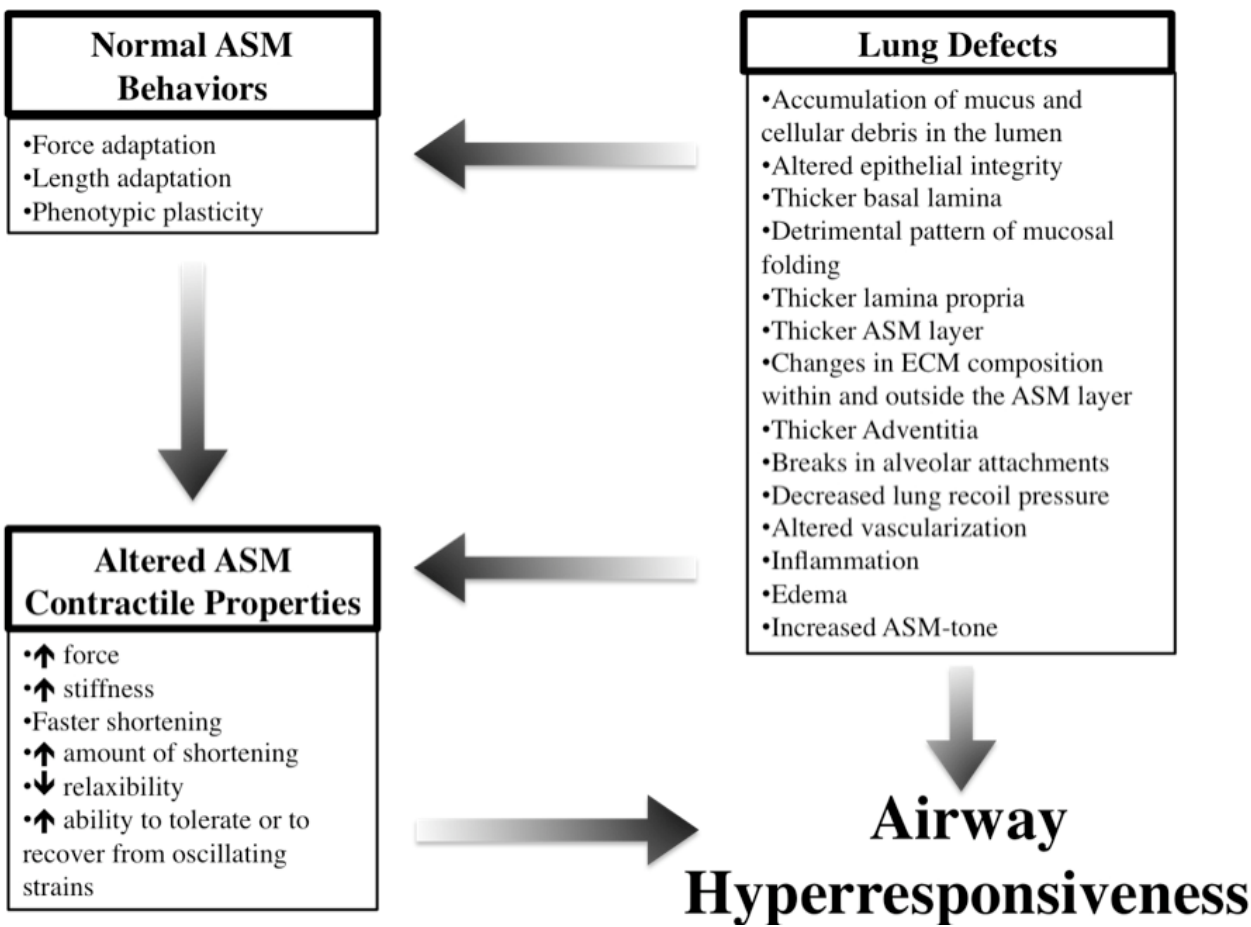 Normal ASM
Behaviors
•Force adaptation
•Length adaptation
•Phenotypic plasticity
Lung Defects
•Accumulation of mucus and
cellular debris in the lumen
•Altered epithelial integrity
•Thicker basal lamina
•Detrimental pattern of mucosal
folding
•Thicker lamina propria
•Thicker ASM layer
•Changes in ECM composition
within and outside the ASM layer
•Thicker Adventitia
•Breaks in alveolar attachments
•Decreased lung recoil pressure
•Altered vascularization
•Inflammation
•Edema
•Increased ASM-tone
Altered ASM
Contractile Properties
•↑ force
•↑ stiffness
•Faster shortening
•↑ amount of shortening
•↓ relaxibility
•↑ ability to tolerate or to
recover from oscillating
strains
Airway
Hyperresponsiveness